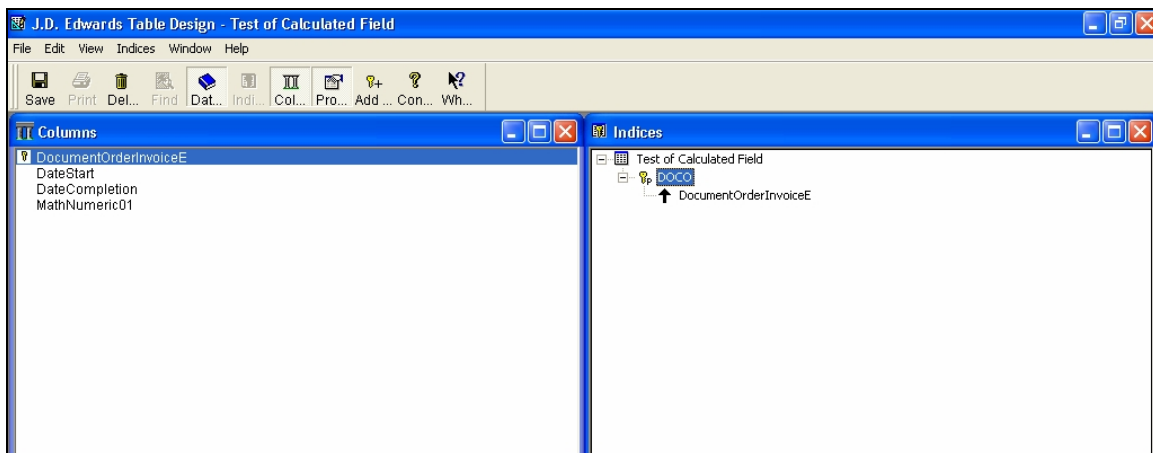 J.D. Edwards Table Design - Test of Calculated Field
File Edit View Indices Window Help
Save Print Del... Find Dat... Indi... Col... Pro... Add ... Con... Wh...
Columns
DocumentOrderInvoiceE
DateStart
DateCompletion
MathNumeric01
Indices
Test of Calculated Field
DOCO
DocumentOrderInvoiceE